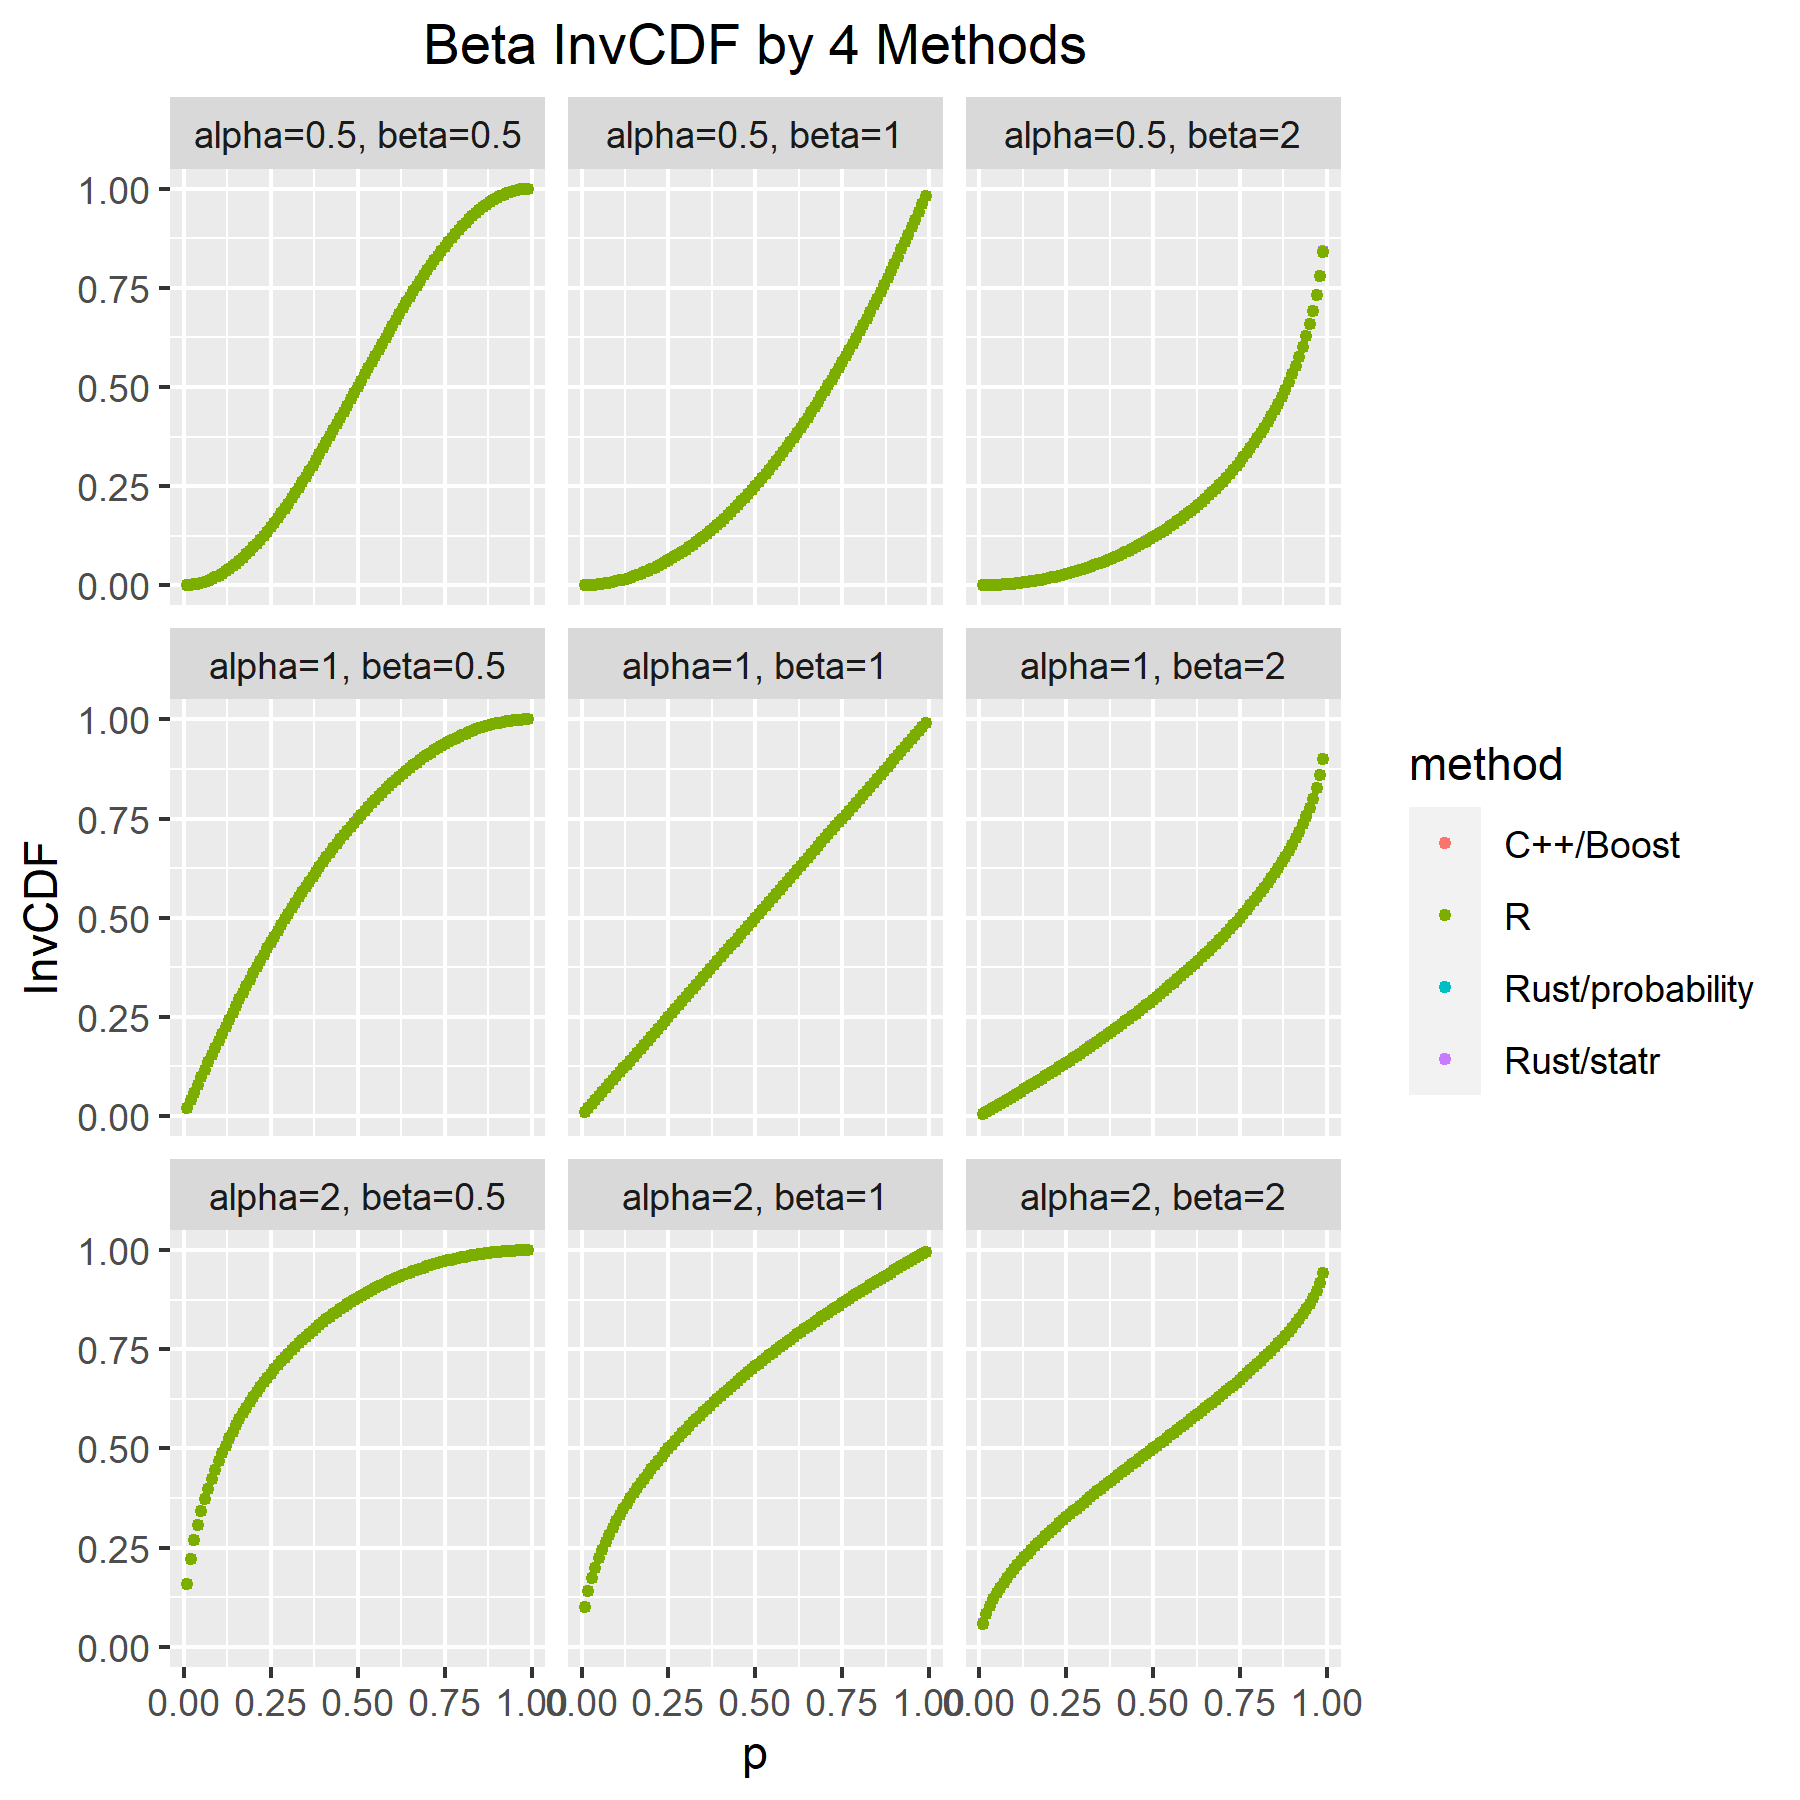 Beta InvCDF by 4 Methods
alpha=0.5, beta=0.5
alpha=0.5, beta=1
alpha=0.5, beta=2
1.00
0.75
0.50
0.25
0.00
alpha=1, beta=0.5
alpha=1, beta=1
alpha=1, beta=2
1.00
0.75
0.50
0.25
0.00
alpha=2, beta=0.5
alpha=2, beta=1
alpha=2, beta=2
1.00
0.75
0.50
0.25
0.00
0.00 0.25 0.50 0.75 1.00
0.00 0.25 0.50 0.75 1.00
0.00 0.25 0.50 0.75 1.00
p
InvCDF
method
C++/Boost
R
Rust/probability
Rust/statr